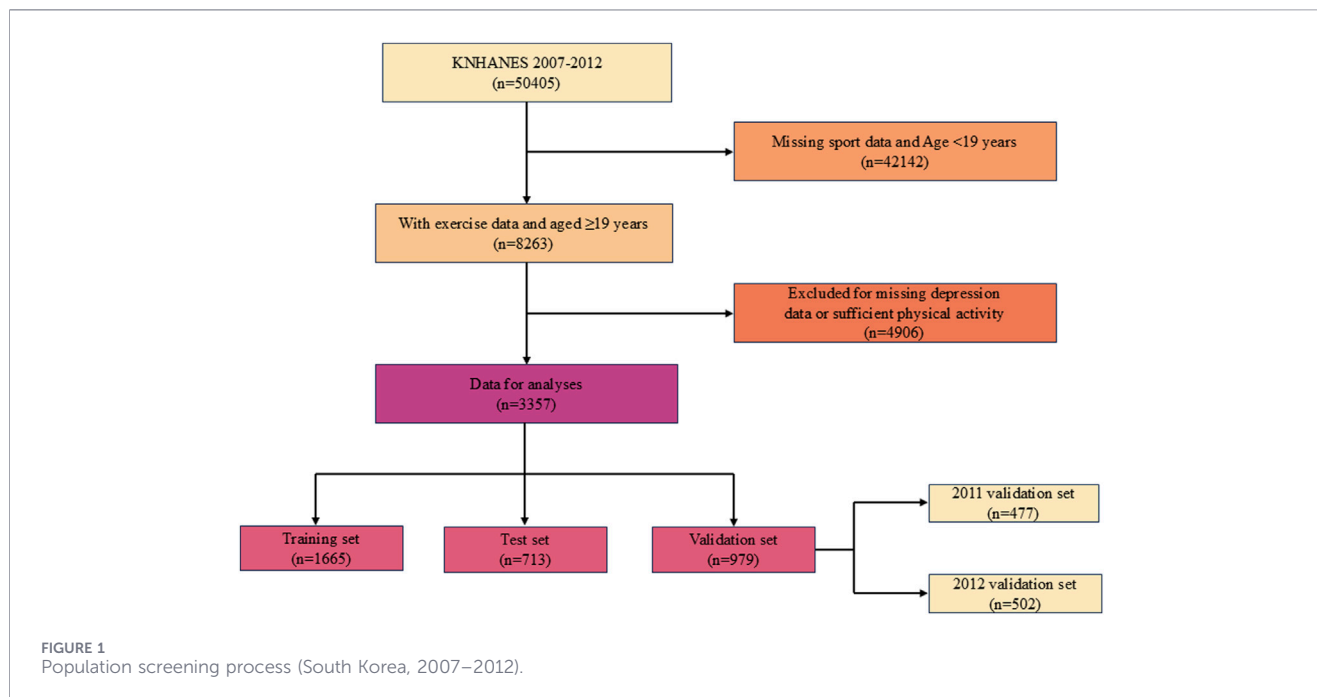 KNHANES 2007-2012
(n=50405)
Missing sport data and Age <19 years
(n=42142)
With exercise data and aged ≥19 years
(n=8263)
Excluded for missing depression
data or sufficient physical activity
(n=4906)
Data for analyses
(n=3357)
2011 validation set
(n=477)
Training set
(n=1665)
Test set
(n=713)
Validation set
(n=979)
2012 validation set
(n=502)
FIGURE 1
Population screening process (South Korea, 2007–2012).